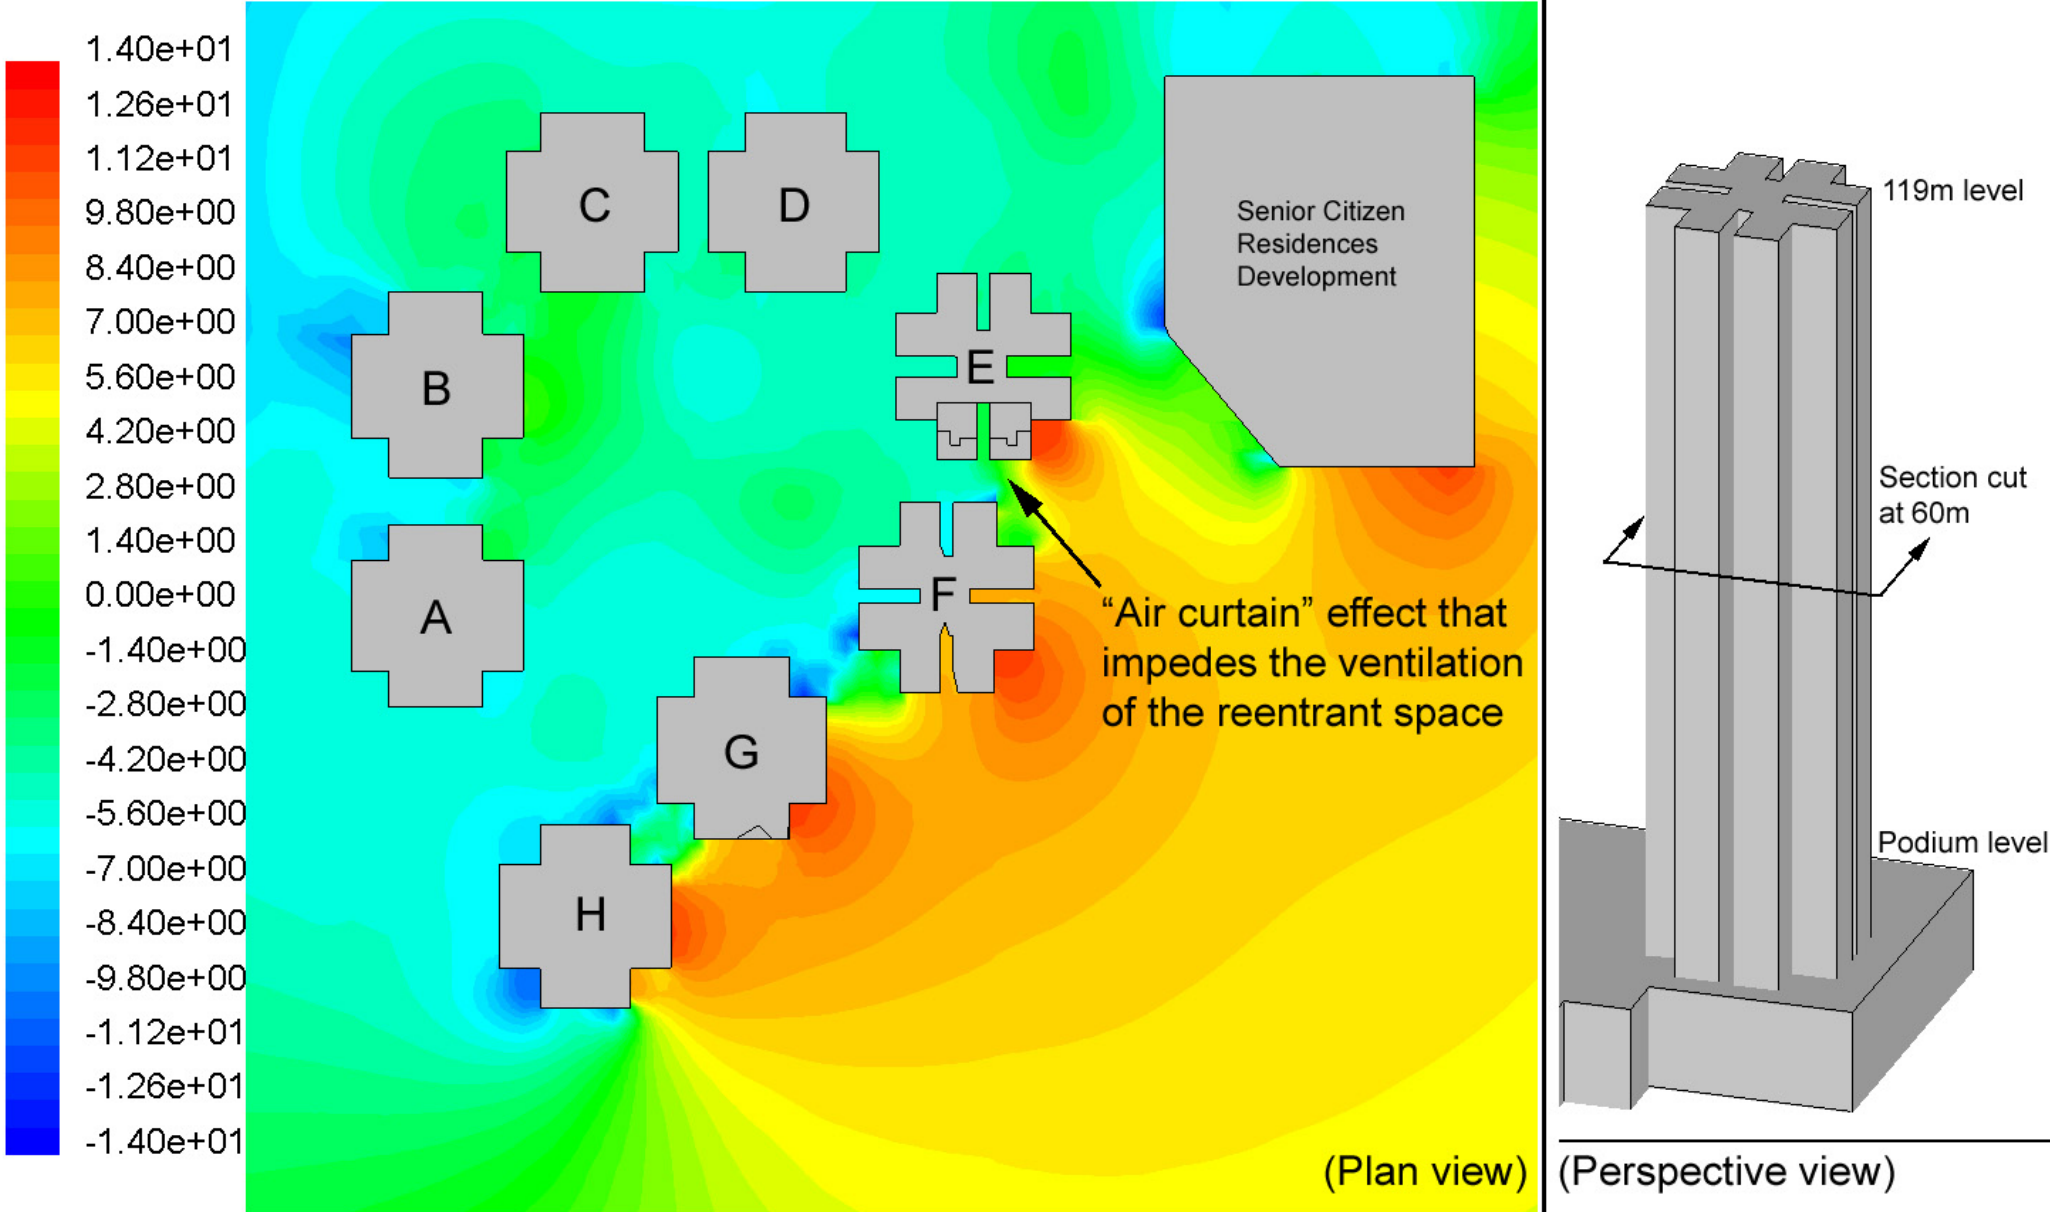 1.40e+01
1.26e+01
1.12e+01
9.80e+00
8.40e+00
7.00e+00
5.60e+00
4.20e+00
2.80e+00
1.40e+00
0.00e+00
-1.40e+00
-2.80e+00
-4.20e+00
-5.60e+00
-7.00e+00
-8.40e+00
-9.80e+00
-1.12e+01
-1.26e+01
-1.40e+01
C
D
B
E
A
F
G
H
Senior Citizen
Residences
Development
“Air curtain” effect that
impedes the ventilation
of the reentrant space
(Plan view)
119m level
Section cut
at 60m
Podium level
(Perspective view)